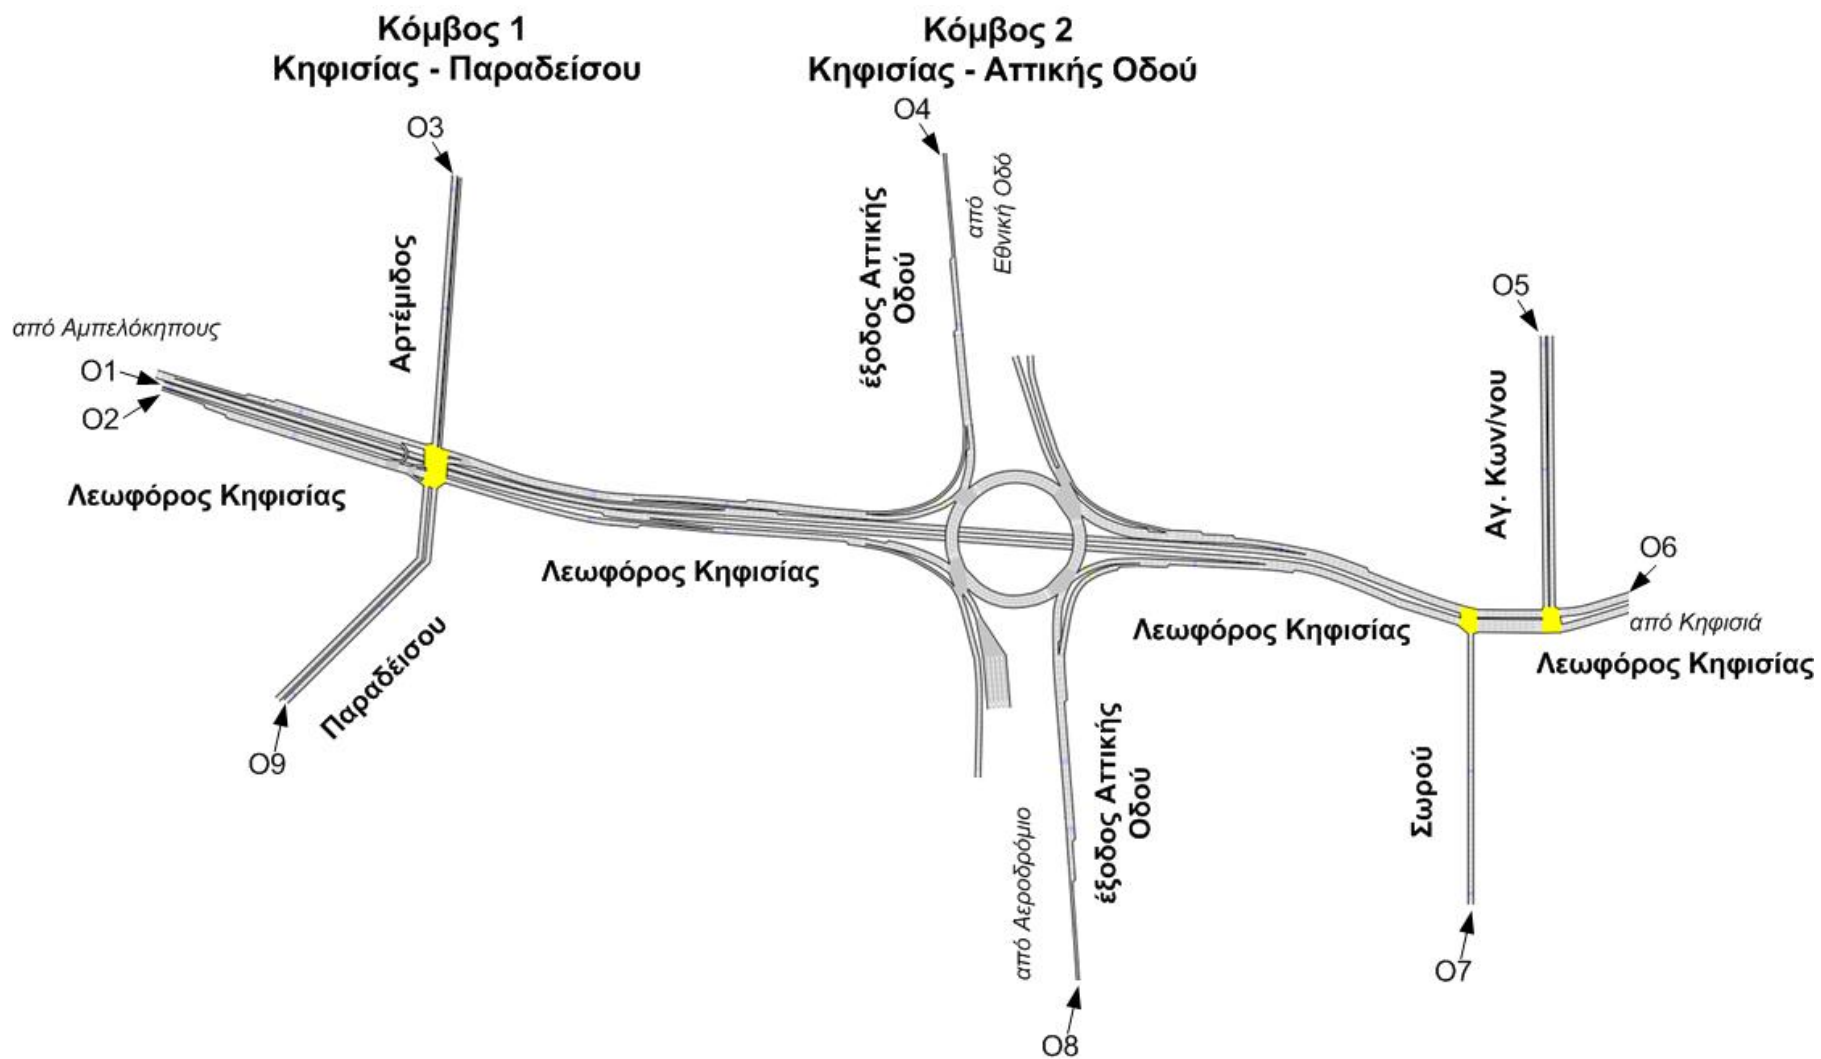 Κόμβος 1
Κηφισίας - Παραδείσου
Κόμβος 2
Κηφισίας - Αττικής Οδού
O3
O4
από
Εθνική Οδό
έξοδος Αττικής
Οδού
Αρτέμιδος
O5
από Αμπελόκηπους
O1
O2
Λεωφόρος Κηφισίας
Λεωφόρος Κηφισίας
Αγ. Κων/νου
O6
από Κηφισιά
Λεωφόρος Κηφισίας
Λεωφόρος Κηφισίας
Παραδέισου
O9
έξοδος Αττικής
Οδού
από Αεροδρόμιο
Σωρού
O7
O8